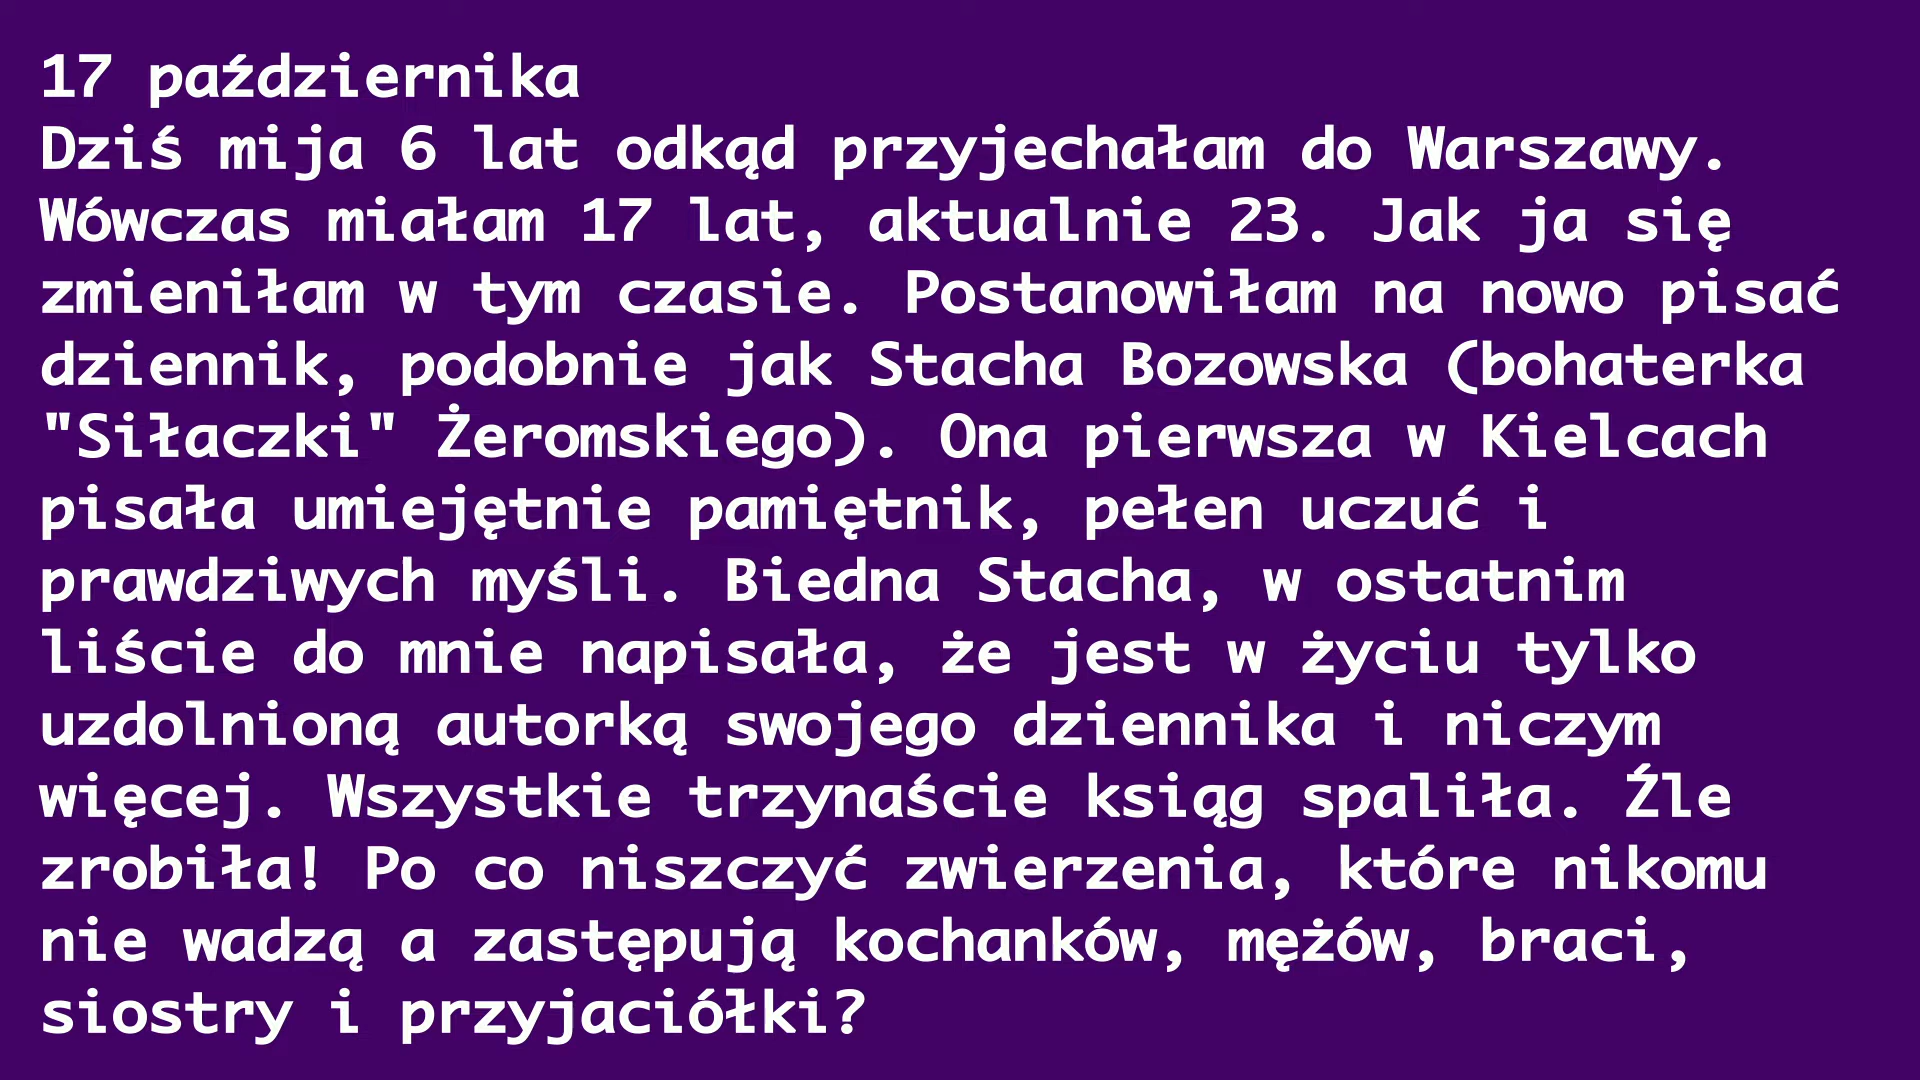 17 października
Dziś mija 6 lat odkąd przyjechałam do Warszawy.
Wówczas miałam 17 lat, aktualnie 23. Jak ja się
zmieniłam w tym czasie. Postanowiłam na nowo pisać
dziennik, podobnie jak Stacha Bozowska (bohaterka
"Siłaczki" Żeromskiego). Ona pierwsza w Kielcach
pisała umiejętnie pamiętnik, pełen uczuć i
prawdziwych myśli. Biedna Stacha, w ostatnim
liście do mnie napisała, że jest w życiu tylko
uzdolnioną autorką swojego dziennika i niczym
więcej. Wszystkie trzynaście ksiąg spaliła. Źle
zrobiła! Po co niszczyć zwierzenia, które nikomu
nie wadzą a zastępują kochanków, mężów, braci,
siostry i przyjaciółki?